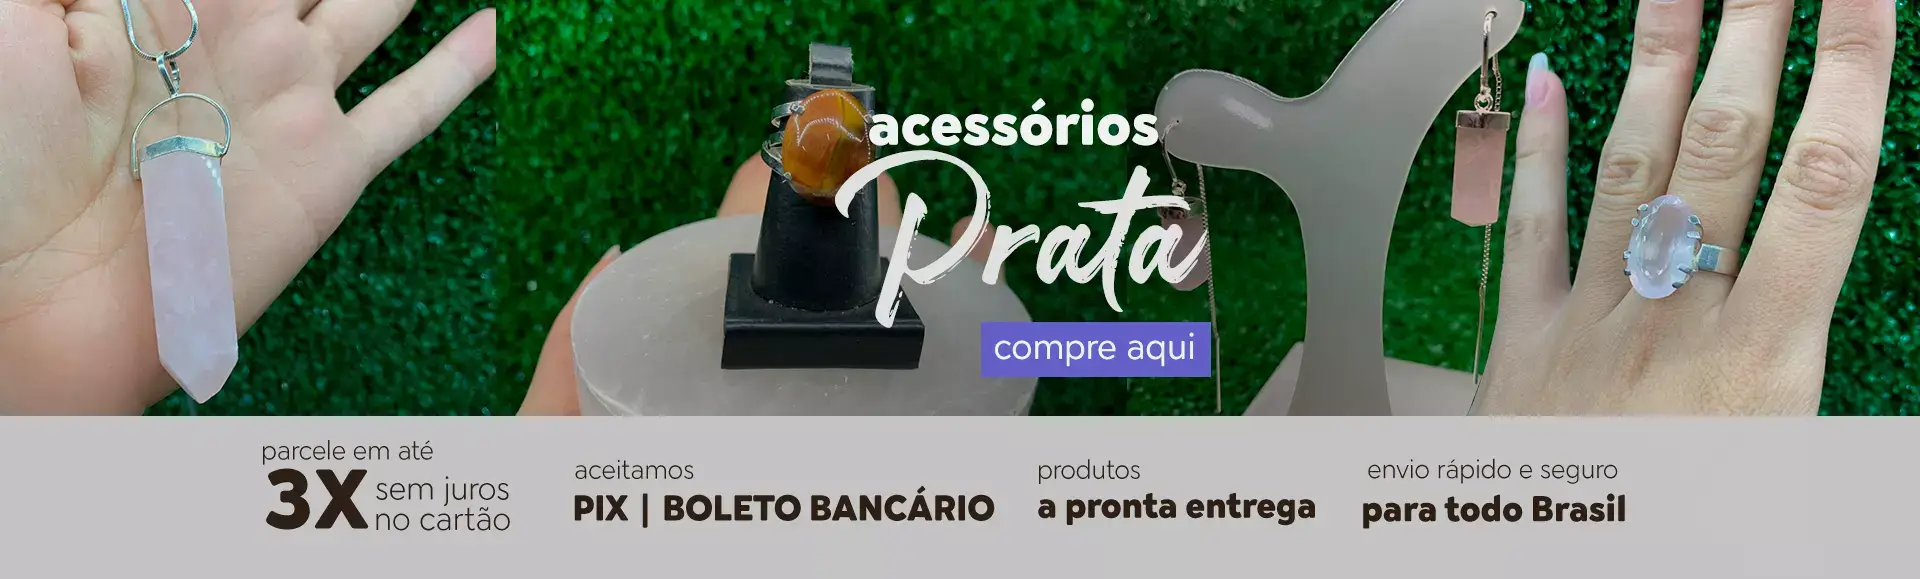 acessórios
Prata
compre aqui
parcele em até
3X sem juros
no cartão
aceitamos
PIX | BOLETO BANCÁRIO
produtos
a pronta entrega
envio rápido e seguro
para todo Brasil